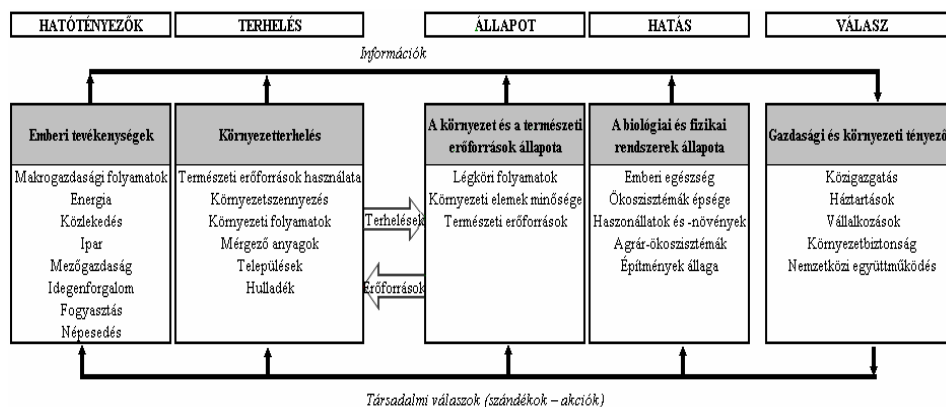 HATÓTÉNYEZŐK
TERHELÉS
ÁLLAPOT
HATÁS
VÁLASZ
Információk
Emberi tevékenységek
Makrogazdasági folyamatok
Energia
Közlekedés
Ipar
Mezőgazdaság
Idegenforgalom
Fogyasztás
Népesedés
Környezetterhelés
Természeti erőforrások használata
Környezetszennyezés
Környezeti folyamatok
Mérgező anyagok
Települések
Hulladék
Terhelések
Erőforrások
A környezet és a természeti
erőforrások állapota
Légköri folyamatok
Környezeti elemek minősége
Természeti erőforrások
A biológiai és fizikai
rendszerek állapota
Emberi egészség
Ökoszisztémák épsége
Haszonállatok és -növények
Agrár-ökoszisztémák
Építmények állaga
Gazdasági és környezeti tényező
Közigazgatás
Háztartások
Vállalkozások
Környezetbiztonság
Nemzetközi együttműködés
Társadalmi válaszok (szándékok – akciók)